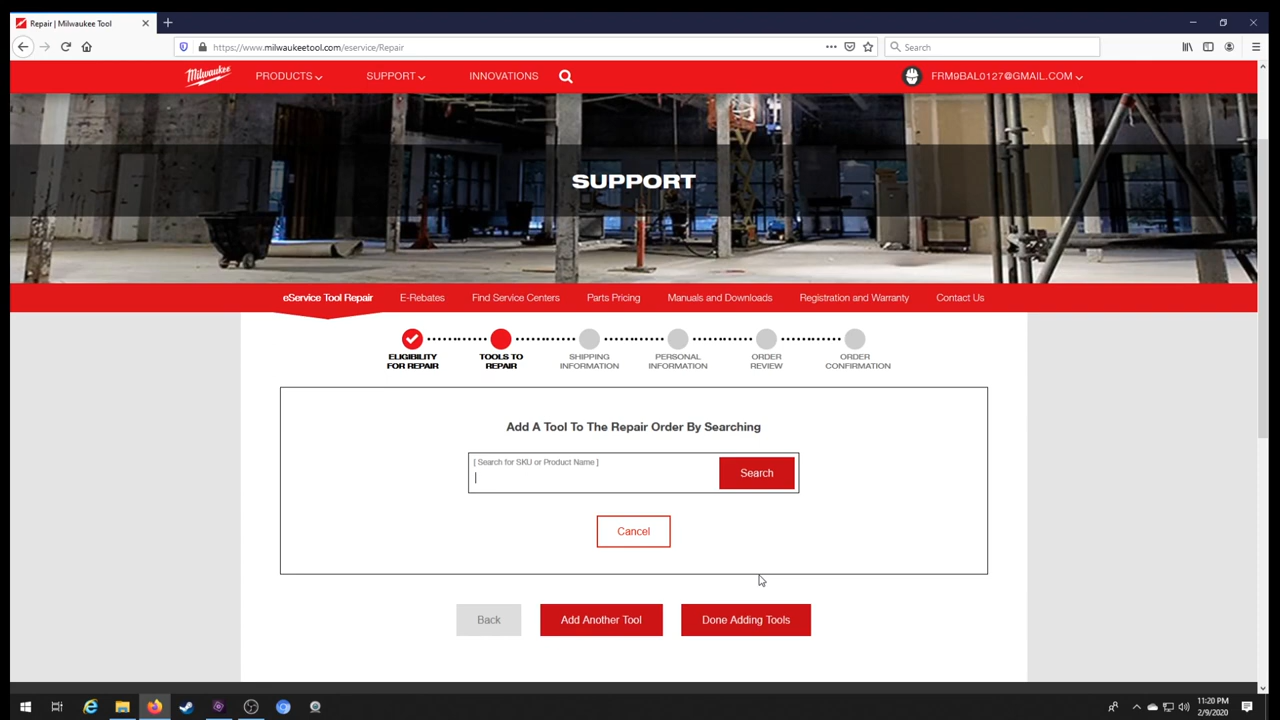 Repair | Milwaukee Tool
https://www.milwaukeetool.com/eservice/Repair
Search
Milwaukee
PRODUCTS
SUPPORT
INNOVATIONS
FRM9BAL0127@GMAIL.COM
SUPPORT
eService Tool Repair
E-Rebates
Find Service Centers
Parts Pricing
Manuals and Downloads
Registration and Warranty
Contact Us
ELIGIBILITY
FOR REPAIR
TOOLS TO
REPAIR
SHIPPING
INFORMATION
PERSONAL
INFORMATION
ORDER
REVIEW
ORDER
CONFIRMATION
Add A Tool To The Repair Order By Searching
[ Search for SKU or Product Name ]
Search
Cancel
Back
Add Another Tool
Done Adding Tools
11:20 PM
2/9/2020